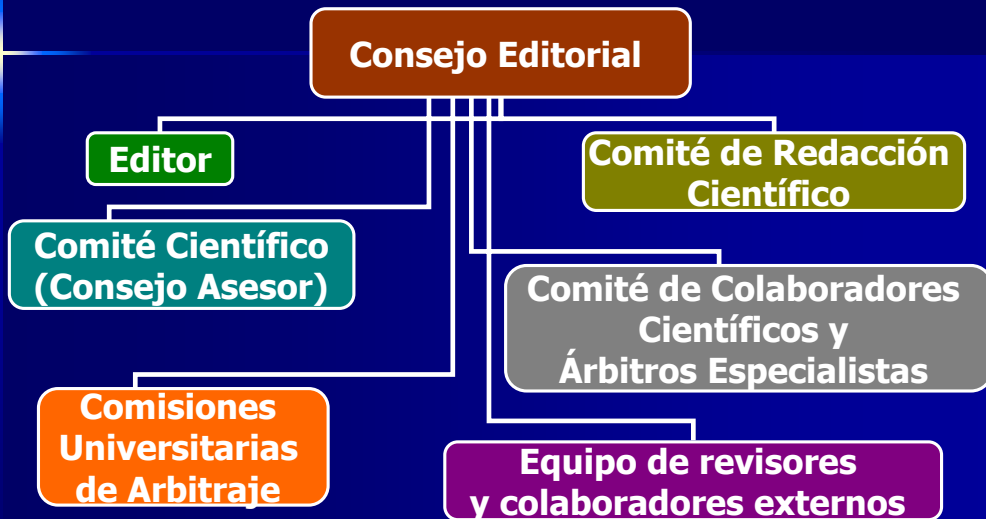 Consejo Editorial
Editor
Comité de Redacción
Científico
Comité Científico
(Consejo Asesor)
Comité de Colaboradores
Científicos y
Árbitros Especialistas
Comisiones
Universitarias
de Arbitraje
Equipo de revisores
y colaboradores externos